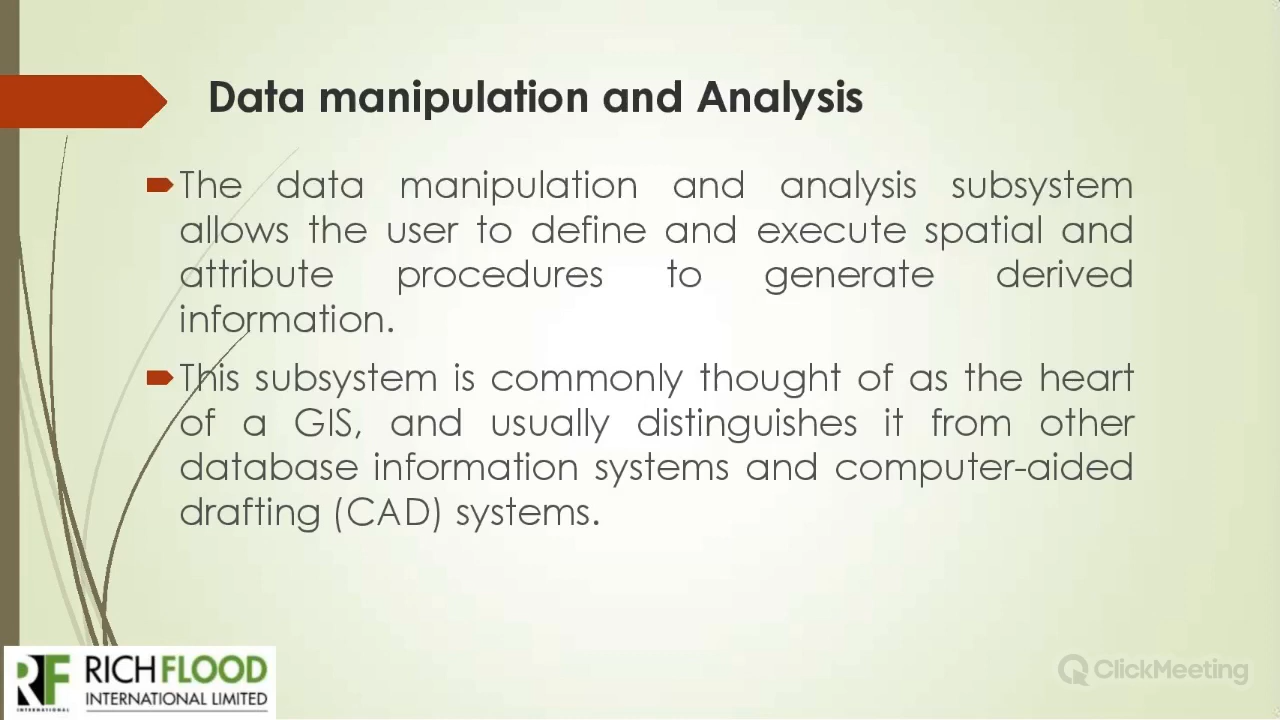 Data manipulation and Analysis
The data manipulation and analysis subsystem
allows the user to define and execute spatial and
attribute procedures to generate derived
information.
This subsystem is commonly thought of as the heart
of a GIS, and usually distinguishes it from other
database information systems and computer-aided
drafting (CAD) systems.
RF
INTERNATIONAL
RICHFLOOD
INTERNATIONAL LIMITED
ClickMeeting